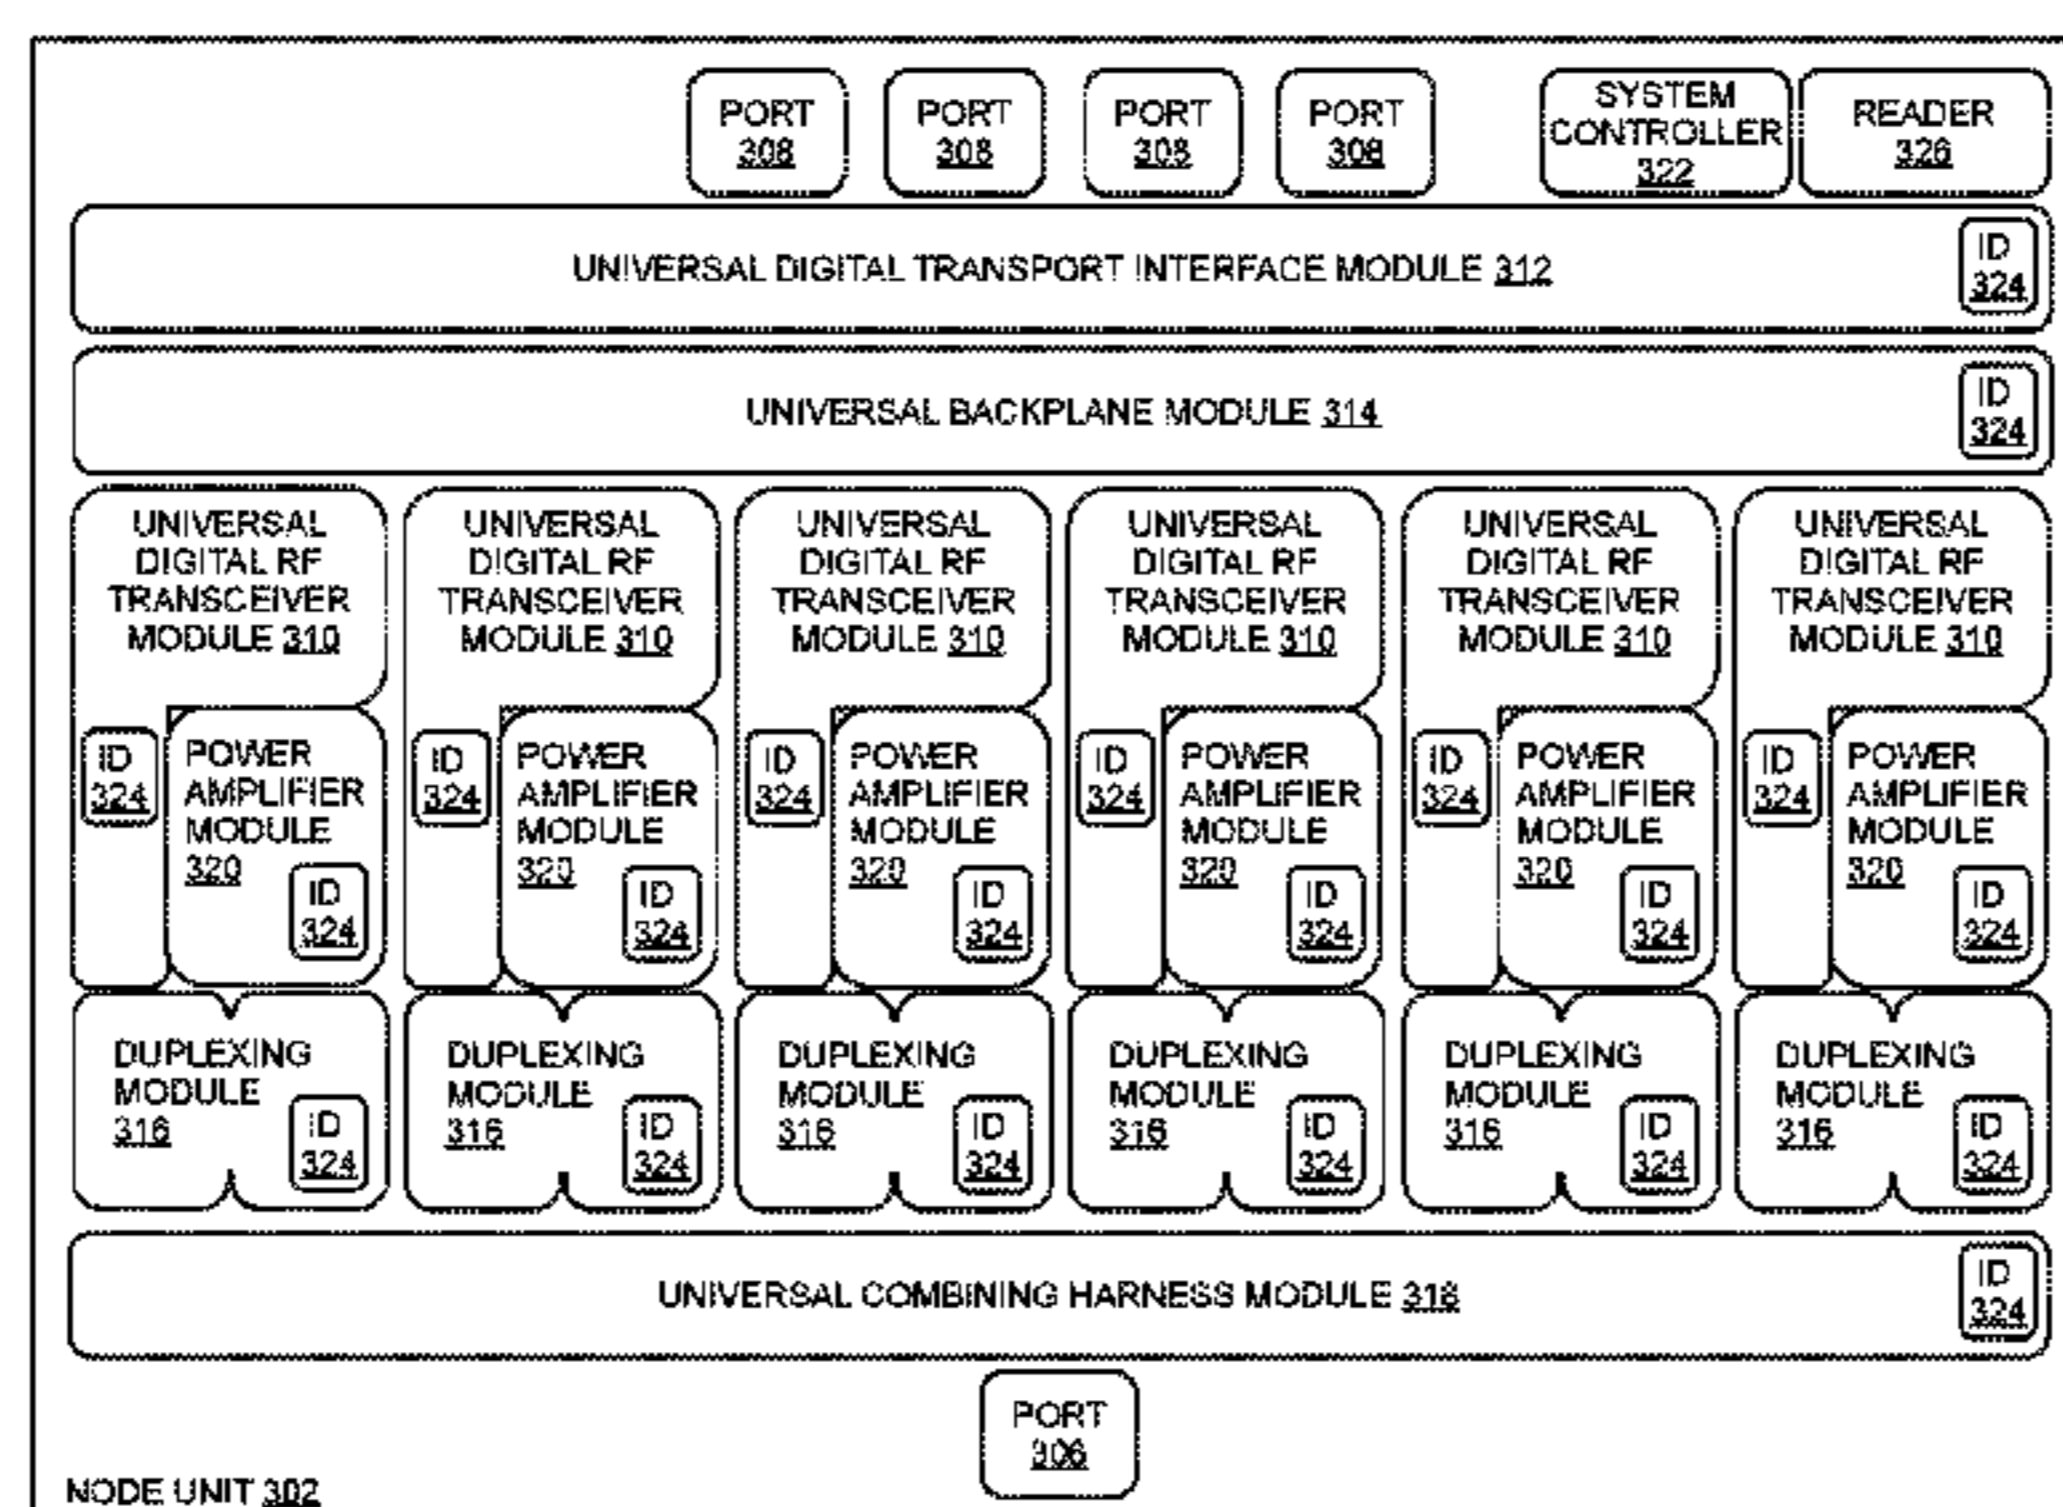 PORT
308
PORT
308
PORT
308
PORT
308
SYSTEM
CONTROLLER
322
READER
326
UNIVERSAL DIGITAL TRANSPORT INTERFACE MODULE 312
ID
324
UNIVERSAL BACKPLANE MODULE 314
ID
324
UNIVERSAL
DIGITAL RF
TRANSCEIVER
MODULE 310
ID
324
POWER
AMPLIFIER
MODULE
320
ID
324
UNIVERSAL
DIGITAL RF
TRANSCEIVER
MODULE 310
ID
324
POWER
AMPLIFIER
MODULE
320
ID
324
UNIVERSAL
DIGITAL RF
TRANSCEIVER
MODULE 310
ID
324
POWER
AMPLIFIER
MODULE
320
ID
324
UNIVERSAL
DIGITAL RF
TRANSCEIVER
MODULE 310
ID
324
POWER
AMPLIFIER
MODULE
320
ID
324
UNIVERSAL
DIGITAL RF
TRANSCEIVER
MODULE 310
ID
324
POWER
AMPLIFIER
MODULE
320
ID
324
UNIVERSAL
DIGITAL RF
TRANSCEIVER
MODULE 310
ID
324
POWER
AMPLIFIER
MODULE
320
ID
324
DUPLEXING
MODULE
316
ID
324
DUPLEXING
MODULE
316
ID
324
DUPLEXING
MODULE
316
ID
324
DUPLEXING
MODULE
316
ID
324
DUPLEXING
MODULE
316
ID
324
DUPLEXING
MODULE
316
ID
324
UNIVERSAL COMBINING HARNESS MODULE 318
ID
324
PORT
306
NODE UNIT 302